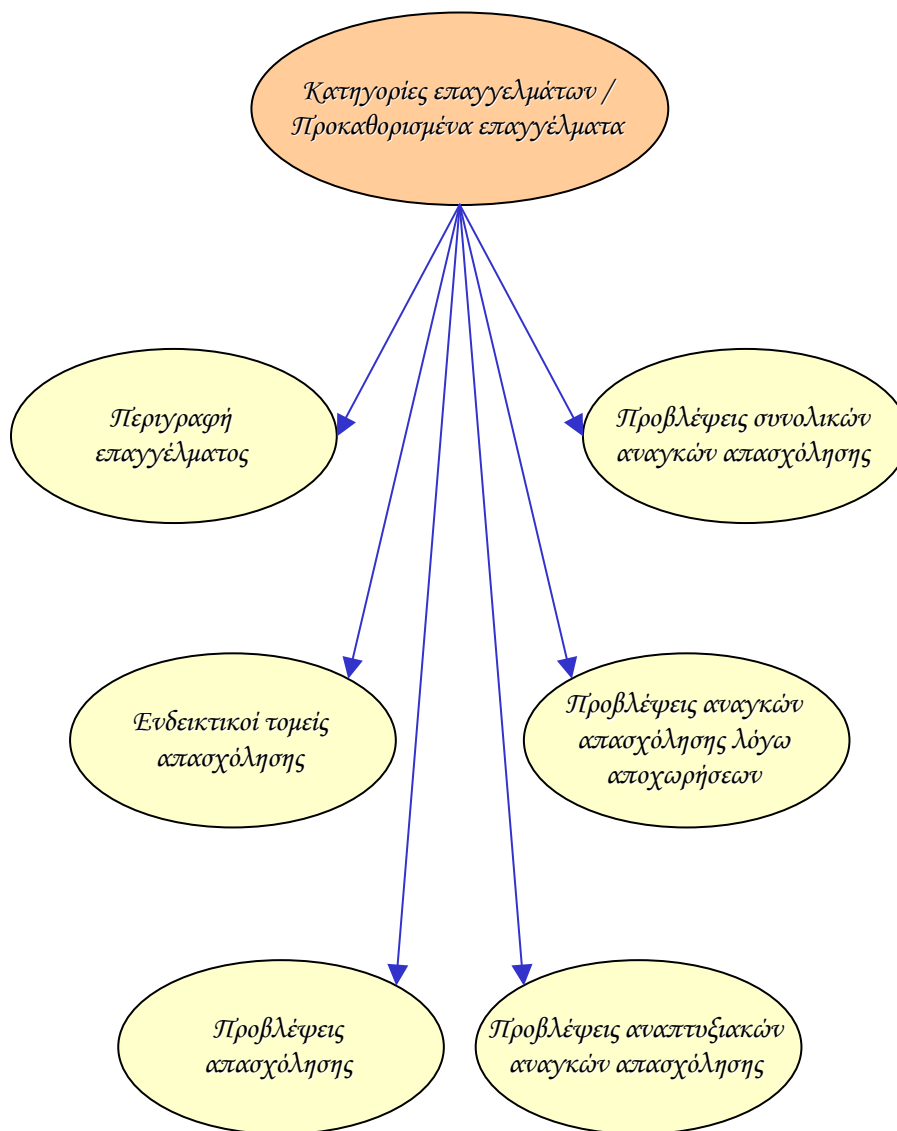 Κατηγορίες επαγγελμάτων /
Προκαθορισμένα επαγγέλματα
Περιγραφή
επαγγέλματος
Προβλέψεις συνολικών
αναγκών απασχόλησης
Ενδεικτικοί τομείς
απασχόλησης
Προβλέψεις αναγκών
απασχόλησης λόγω
αποχωρήσεων
Προβλέψεις
απασχόλησης
Προβλέψεις αναπτυξιακών
αναγκών απασχόλησης